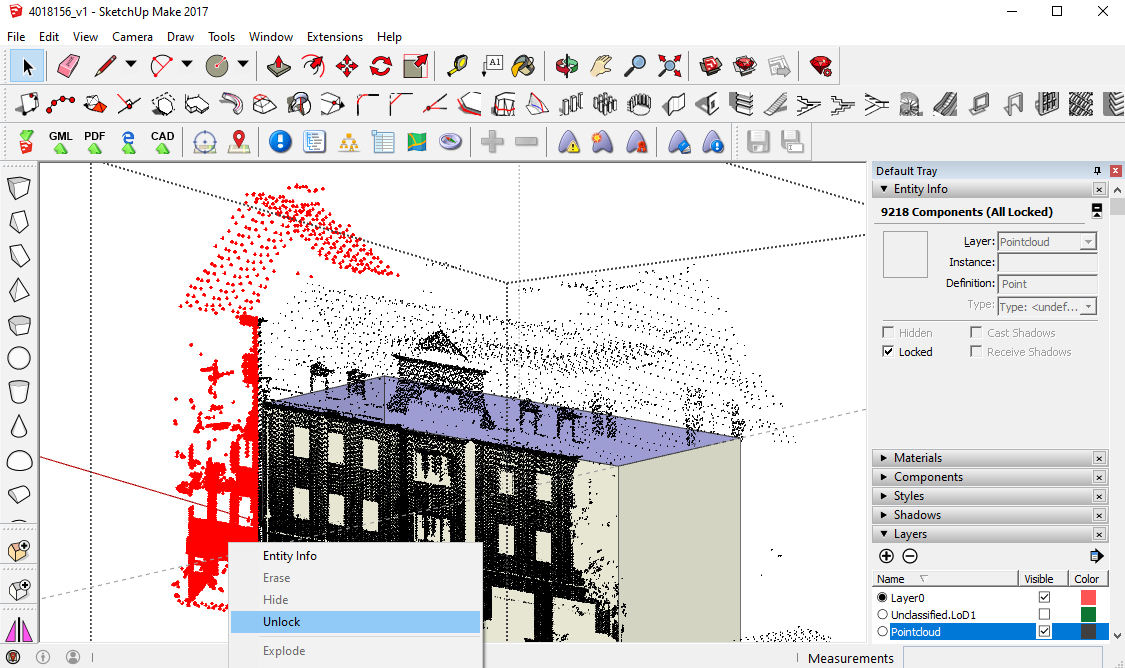 4018156_v1 - SketchUp Make 2017
File Edit View Camera Draw Tools Window Extensions Help
A1
GML PDF CAD
Default Tray
Entity Info
9218 Components (All Locked)
Layer: Pointcloud
Instance:
Definition: Point
Type: Type: <undef...
Hidden Cast Shadows
Locked Receive Shadows
Materials
Components
Styles
Shadows
Layers
Name Visible Color
Layer0
Unclassified.LoD1
Pointcloud
Entity Info
Erase
Hide
Unlock
Explode
Measurements